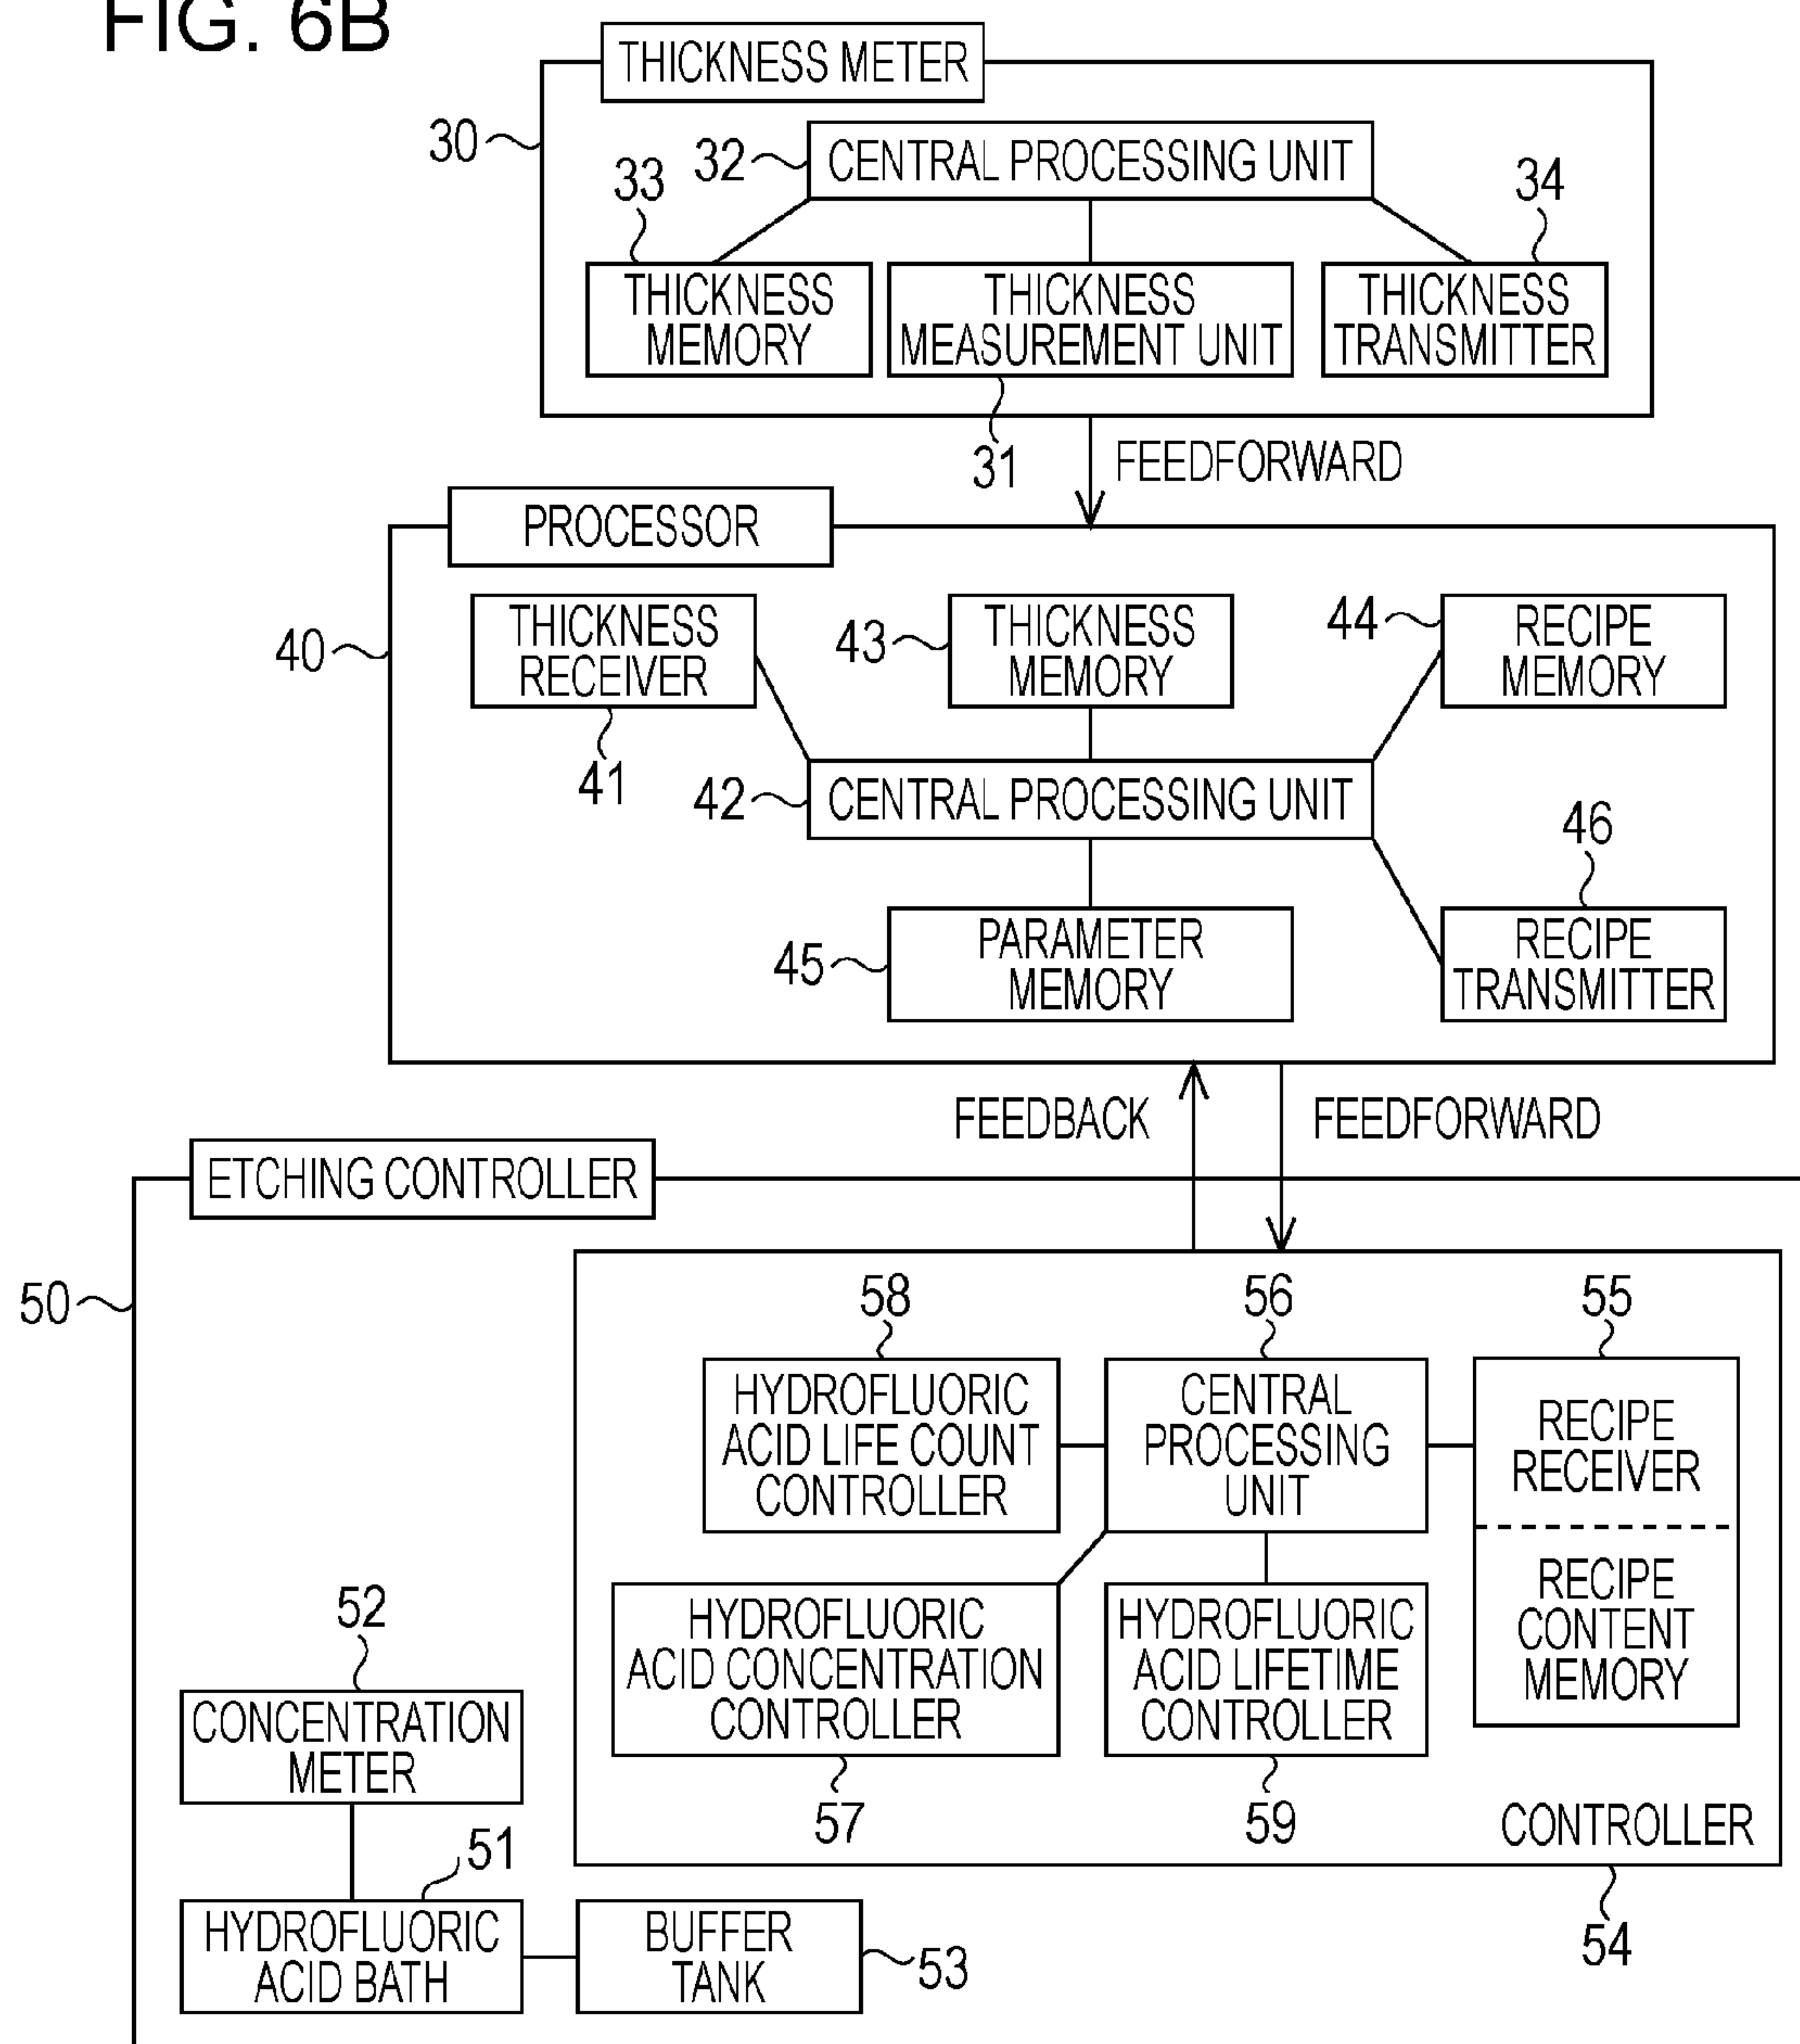 FIG. 6B
THICKNESS METER
30
32
CENTRAL PROCESSING UNIT
33
34
THICKNESS
MEMORY
THICKNESS
MEASUREMENT UNIT
THICKNESS
TRANSMITTER
31
FEEDFORWARD
PROCESSOR
40
THICKNESS
RECEIVER
41
43
THICKNESS
MEMORY
44
RECIPE
MEMORY
42
CENTRAL PROCESSING UNIT
46
45
PARAMETER
MEMORY
RECIPE
TRANSMITTER
FEEDBACK
FEEDFORWARD
ETCHING CONTROLLER
50
58
56
55
HYDROFLUORIC
ACID LIFE COUNT
CONTROLLER
CENTRAL
PROCESSING
UNIT
RECIPE
RECEIVER
RECIPE
CONTENT
MEMORY
HYDROFLUORIC
ACID CONCENTRATION
CONTROLLER
57
HYDROFLUORIC
ACID LIFETIME
CONTROLLER
59
CONTROLLER
54
52
CONCENTRATION
METER
51
HYDROFLUORIC
ACID BATH
BUFFER
TANK
53